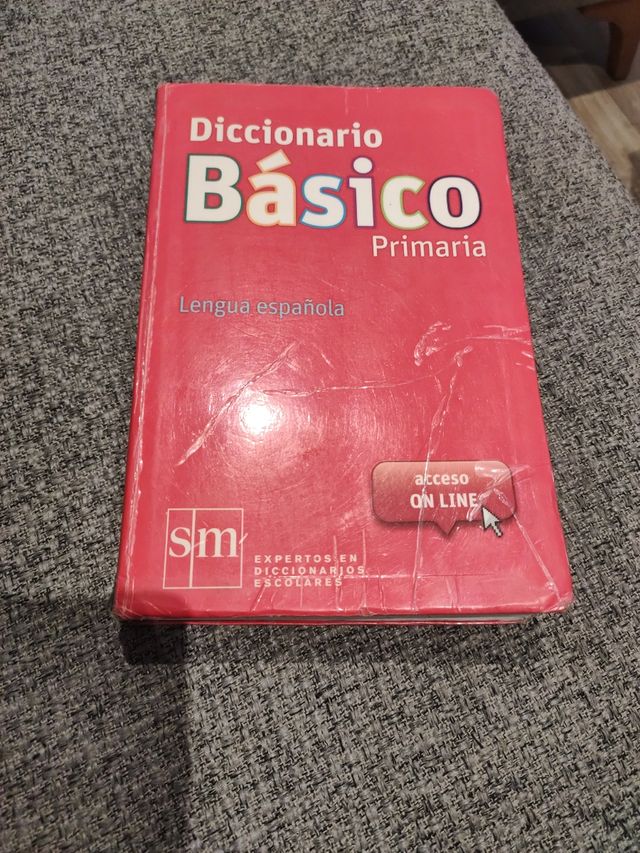 Diccionario
Básico
Primaria
Lengua española
acceso
ON LINE
sm
EXPERTOS EN
DICCIONARIOS
ESCOLARES